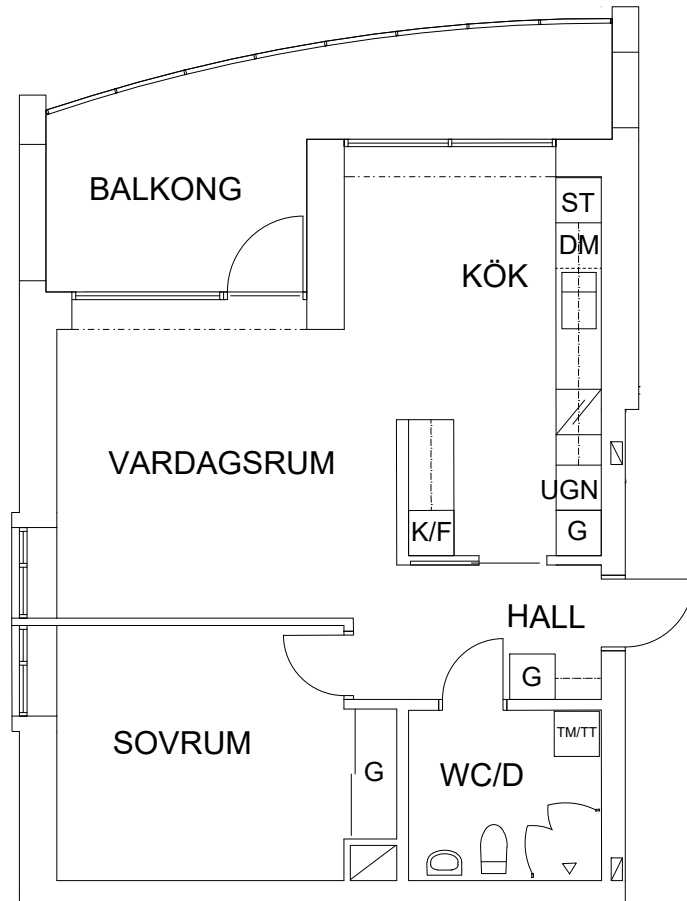 BALKONG
ST
DM
KÖK
VARDAGSRUM
UGN
K/F
G
HALL
G
SOVRUM
TM/TT
G
WC/D